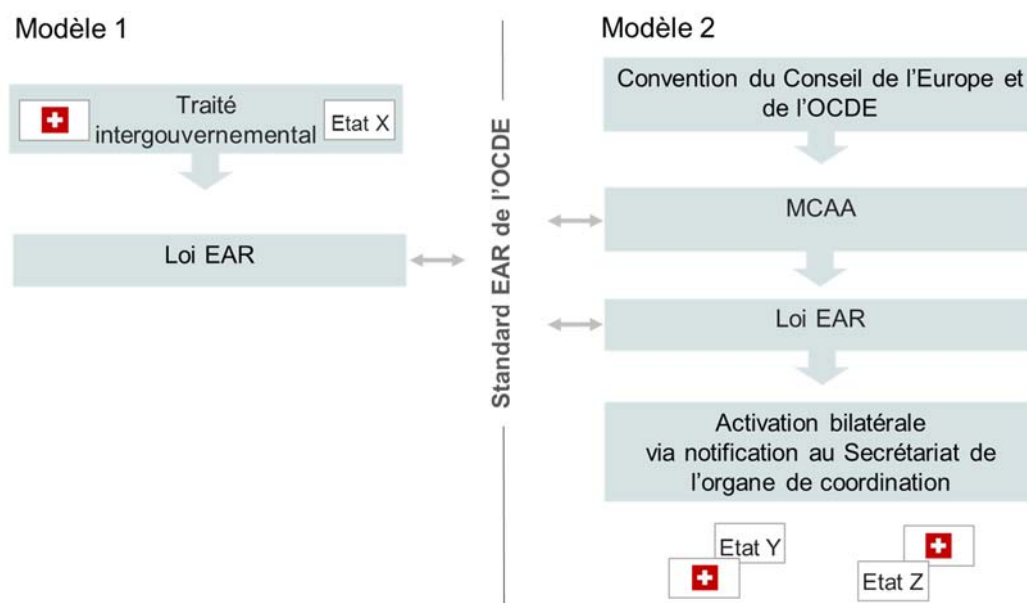 Modèle 1
Traité
intergouvernemental
Etat X
Loi EAR
Standard EAR de l'OCDE
Modèle 2
Convention du Conseil de l'Europe et
de l'OCDE
MCAA
Loi EAR
Activation bilatérale
via notification au Secrétariat de
l'organe de coordination
Etat Y
Etat Z